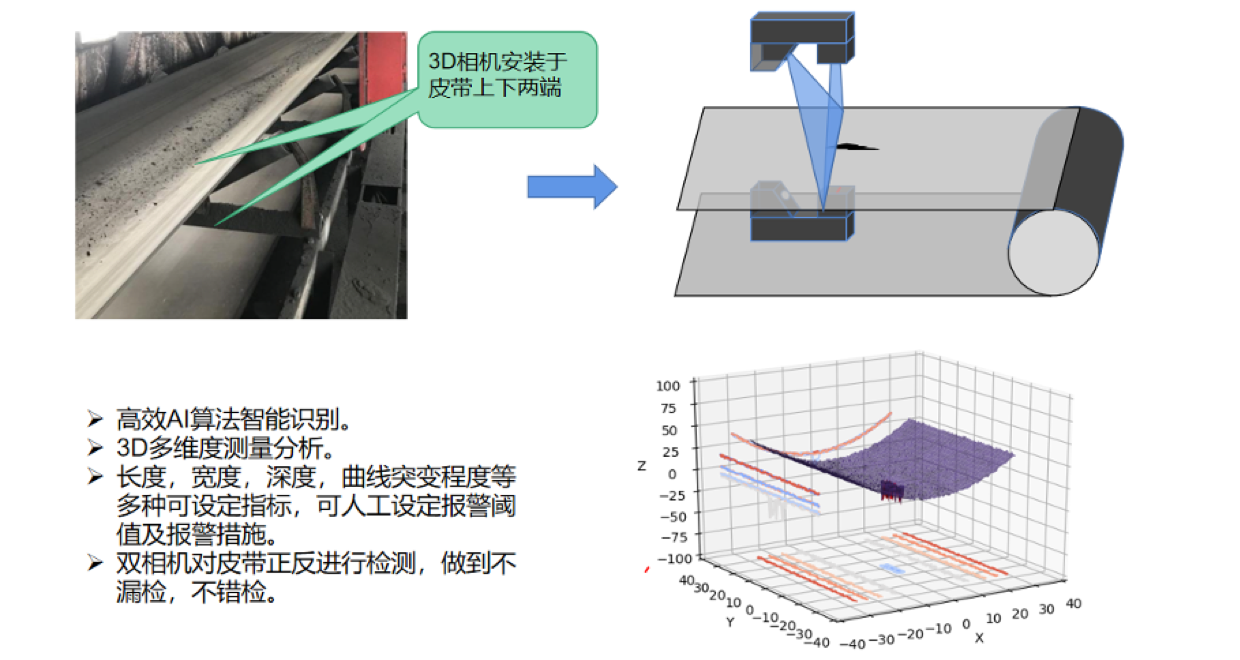 3D相机安装于
皮带上下两端
➢ 高效AI算法智能识别。
➢ 3D多维度测量分析。
➢ 长度，宽度，深度，曲线突变程度等
多种可设定指标，可人工设定报警阈
值及报警措施。
➢ 双相机对皮带正反进行检测，做到不
漏检，不错检。
100
75
50
25
Z
0
−25
−50
−75
−100
40
30
20
10
0
−10
−20
−30
−40
Y
−40
−30
−20
−10
0
10
20
30
40
X